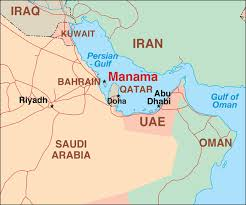 IRAQ
KUWAIT
IRAN
Persian
Gulf
BAHRAIN
Manama
QATAR
Riyadh
Doha
Abu
Dhabi
Gulf of
Oman
UAE
SAUDI
ARABIA
OMAN